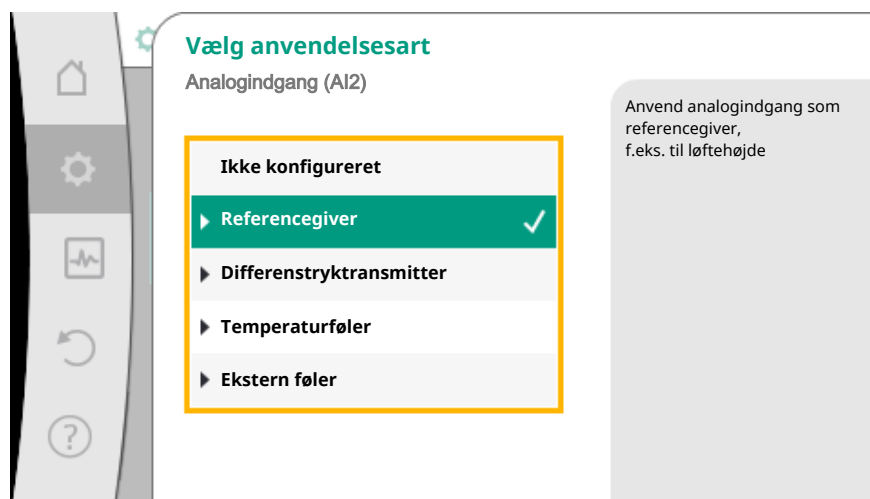 Vælg anvendelsesart
Analogindgang (AI2)
Ikke konfigureret
Referencegiver
Differenstryktransmitter
Temperaturføler
Ekstern føler
Anvend analogindgang som
referencegiver,
f.eks. til løftehøjde
?